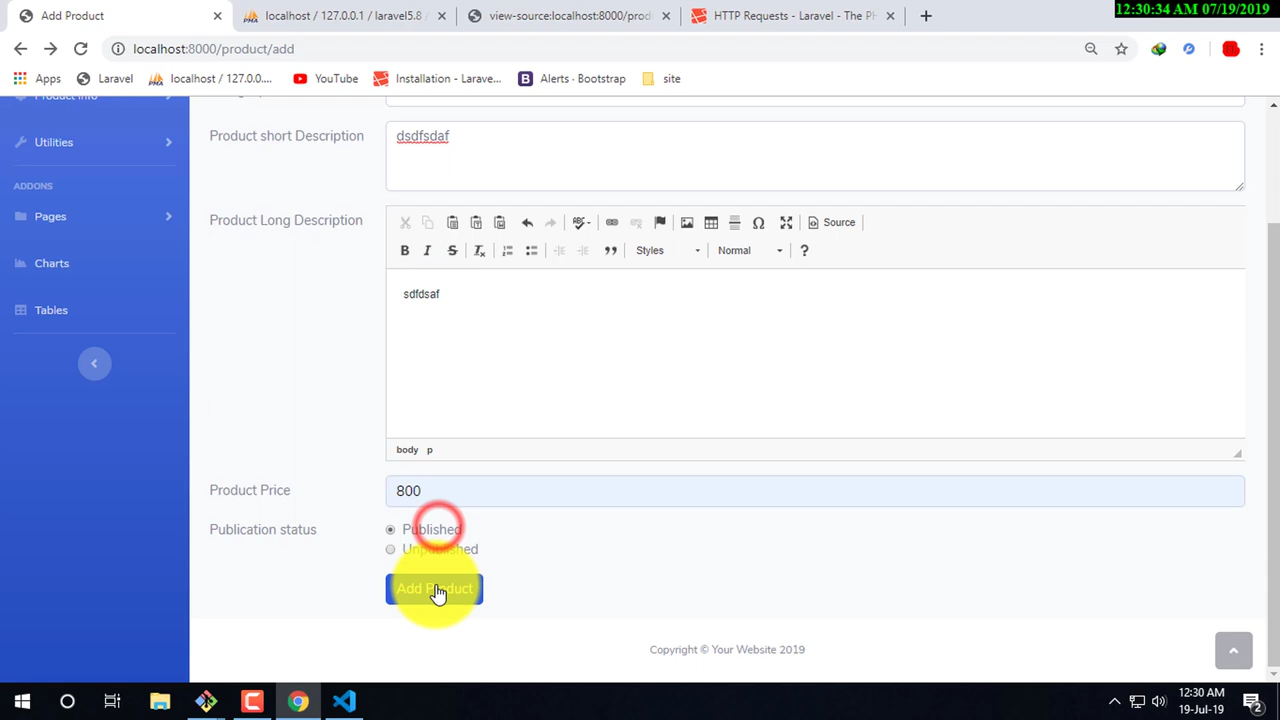 12:30:34 AM 07/19/2019
Add Product
localhost / 127.0.0.1 / laravel5.8 /
view-source:localhost:8000/prod
HTTP Requests - Laravel - The PH
localhost:8000/product/add
Apps
Laravel
localhost / 127.0.0....
YouTube
Installation - Larave...
Alerts · Bootstrap
site
Product Info
Utilities
ADDONS
Pages
Charts
Tables
Product short Description
dsdfsdaf
Product Long Description
Source
Styles
Normal
sdfdsaf
body p
Product Price
800
Publication status
Published
Unpublished
Add Product
Copyright © Your Website 2019
12:30 AM
19-Jul-19
2